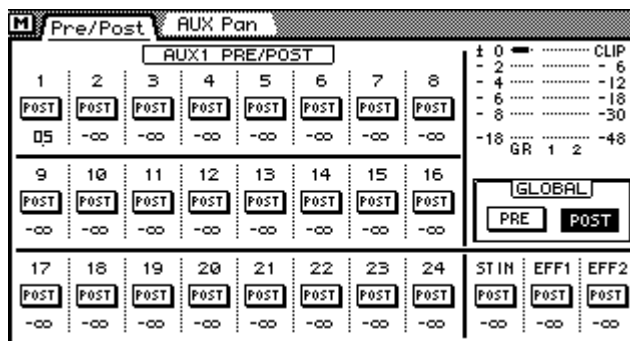 M Pre/Post AUX Pan
AUX1 PRE/POST
1 2 3 4 5 6 7 8
POST POST POST POST POST POST POST POST
0.5 -∞ -∞ -∞ -∞ -∞ -∞ -∞
9 10 11 12 13 14 15 16
POST POST POST POST POST POST POST POST
-∞ -∞ -∞ -∞ -∞ -∞ -∞ -∞
17 18 19 20 21 22 23 24
POST POST POST POST POST POST POST POST
-∞ -∞ -∞ -∞ -∞ -∞ -∞ -∞
± 0 CLIP
- 2 - 6
- 4 -12
- 6 -18
- 8 -30
-18 -48
GR 1 2
GLOBAL
PRE POST
ST IN EFF1 EFF2
POST POST POST
-∞ -∞ -∞